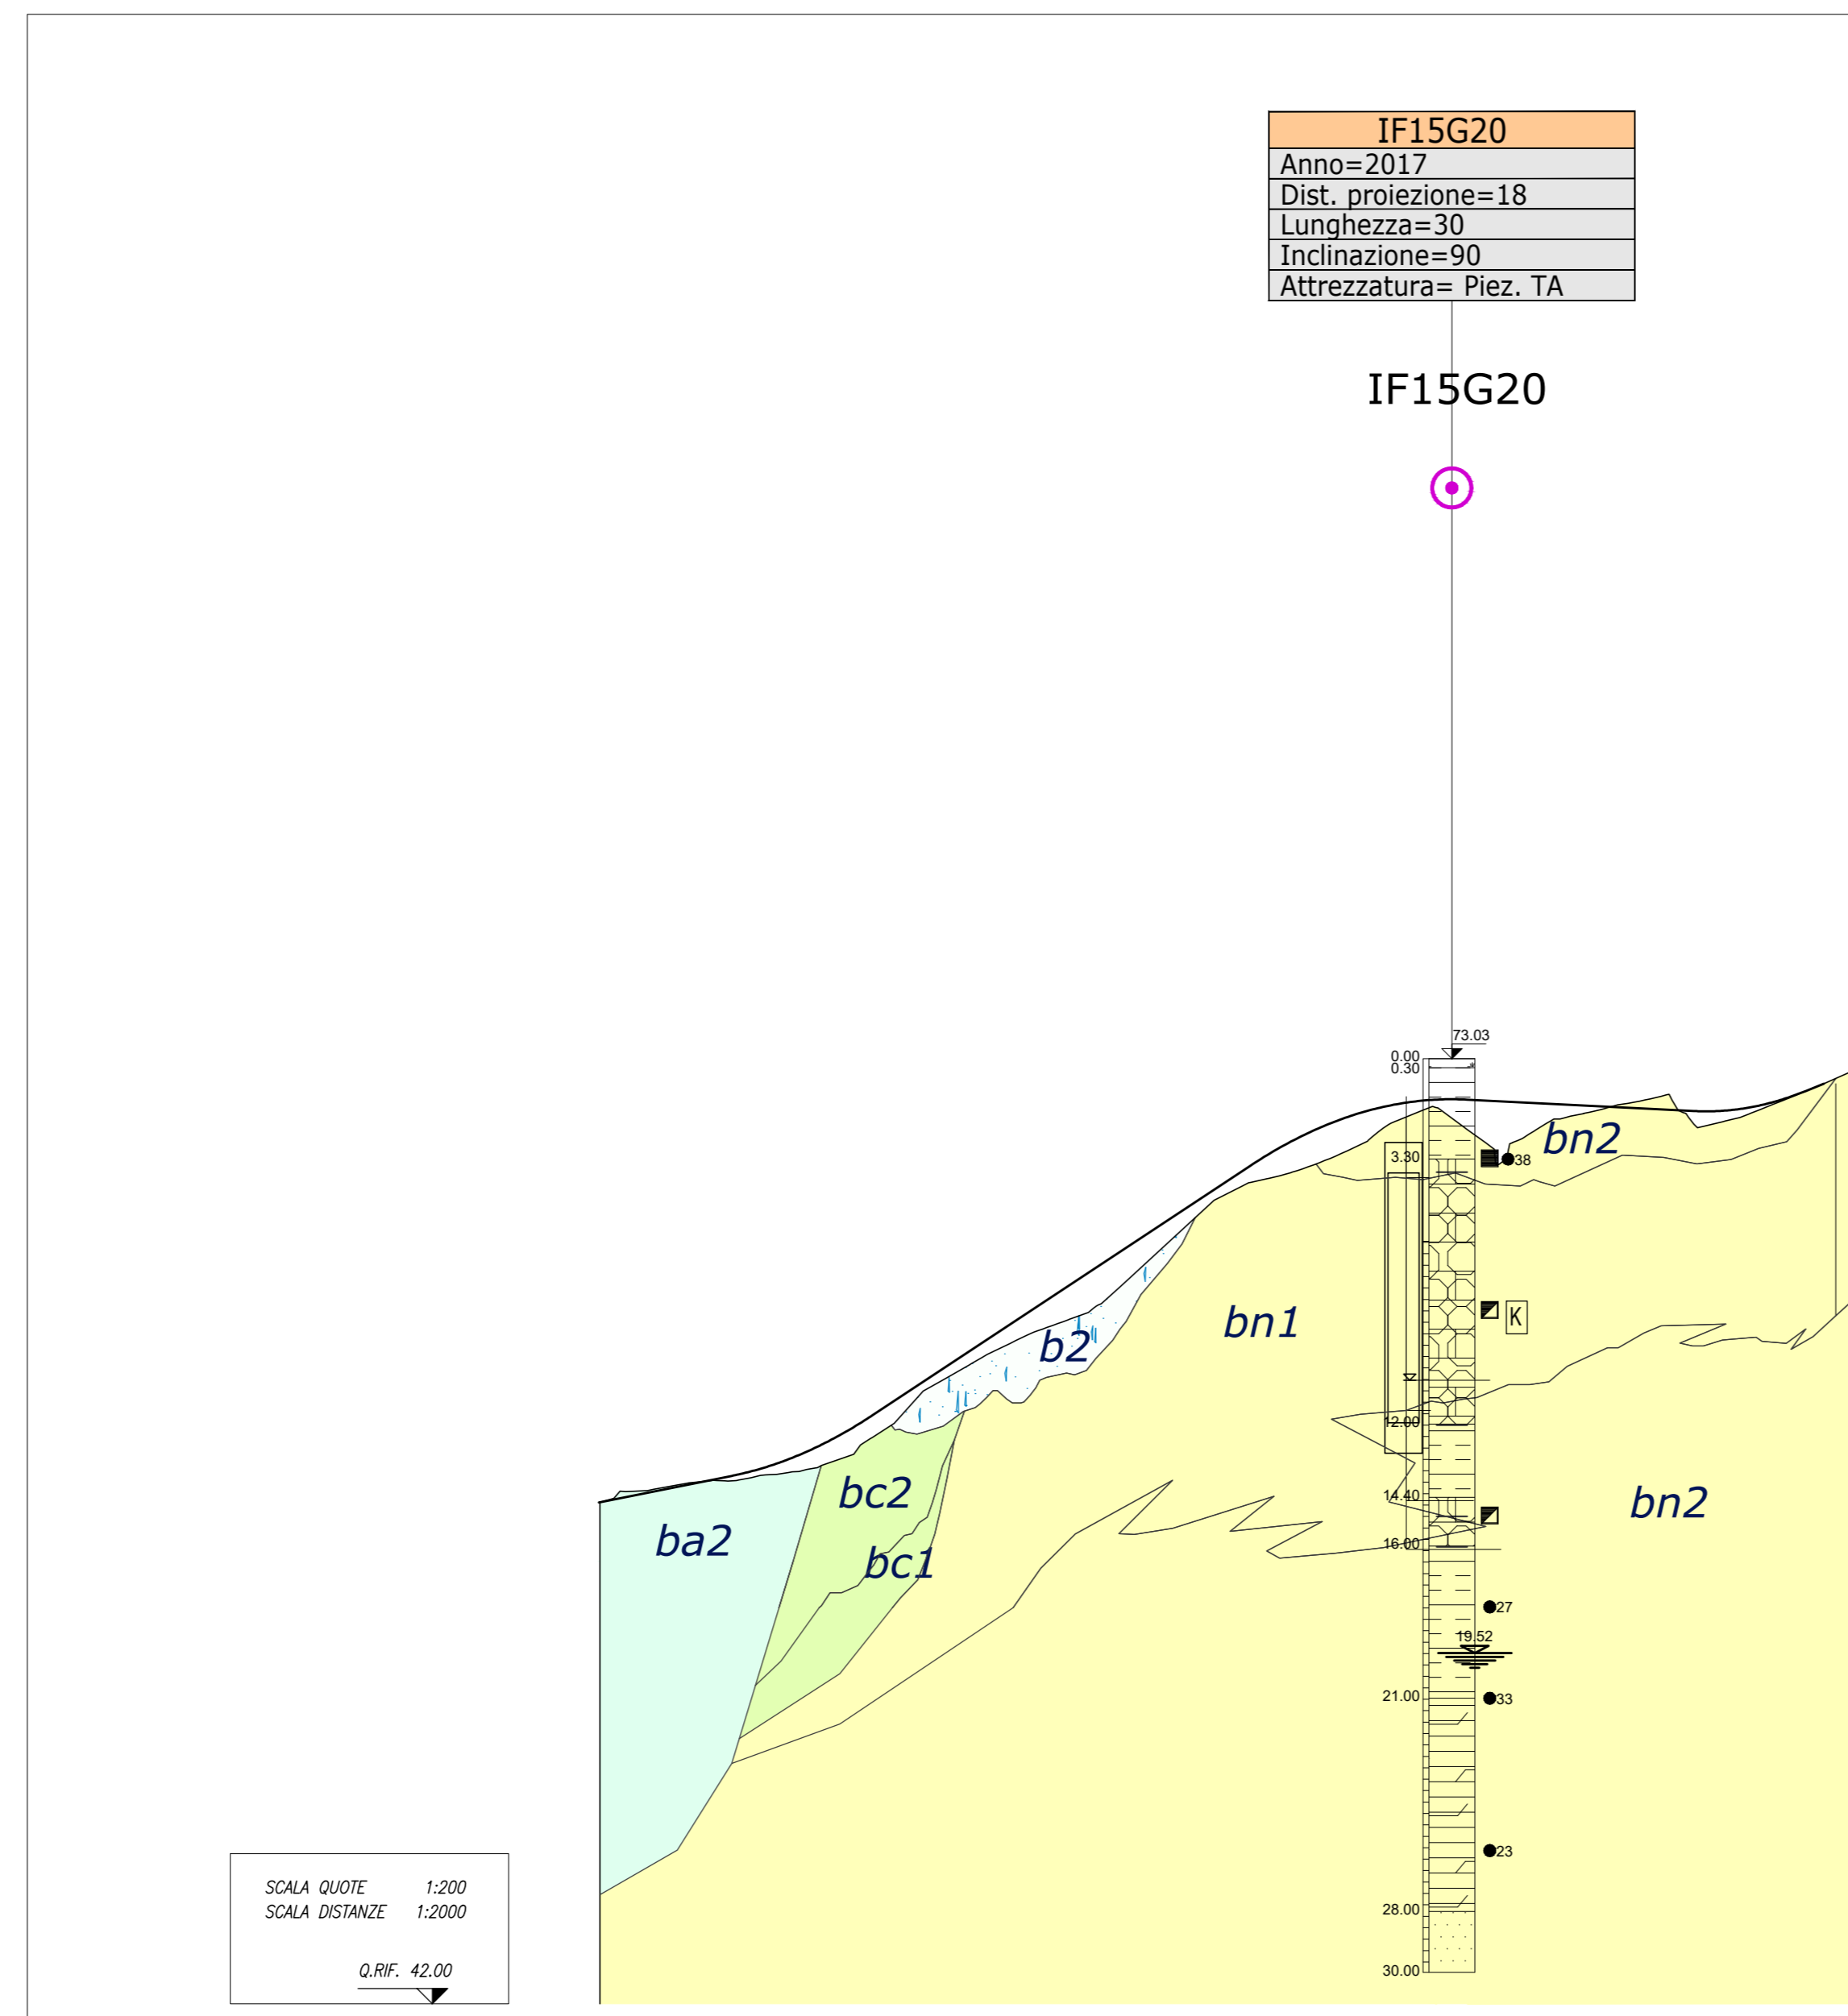 IF15G20
Anno=2017
Dist. proiezione=18
Lunghezza=30
Inclinazione=90
Attrezzatura= Piez. TA
IF15G20
73.03
0.00
0.30
bn2
3.30
38
bn1
K
b2
12.00
bc2
14.40
bn2
ba2
16.00
bc1
27
19.52
21.00
33
23
SCALA QUOTE 1:200
SCALA DISTANZE 1:2000
28.00
Q.RIF. 42.00
30.00